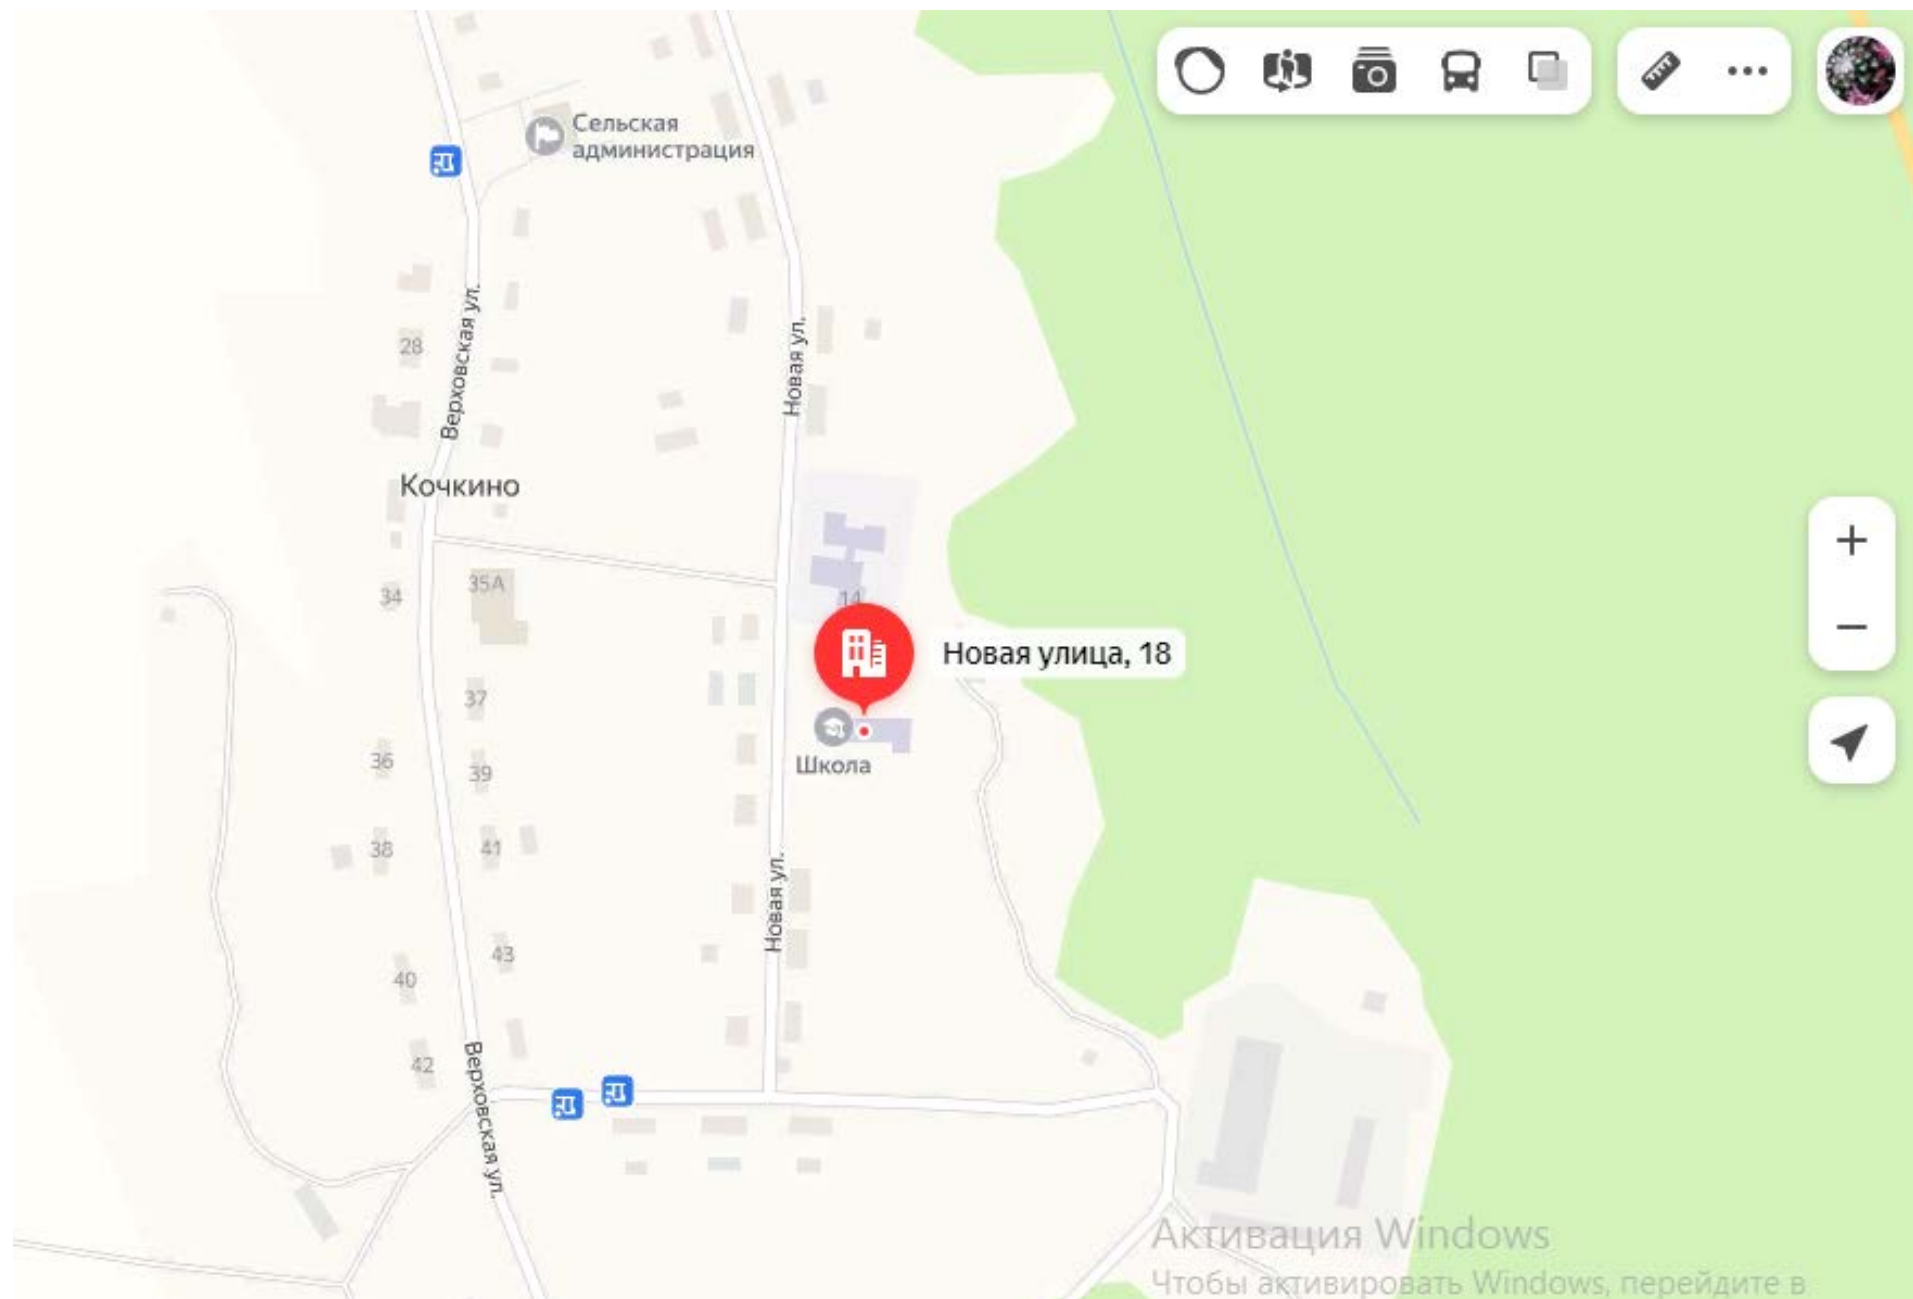 Сельская
администрация
Верховская ул.
28
Новая ул.
Кочкино
34
35А
14
Новая улица, 18
37
Школа
36
39
38
41
Новая ул.
43
40
42
Верховская ул.
Активация Windows
Чтобы активировать Windows, перейдите в